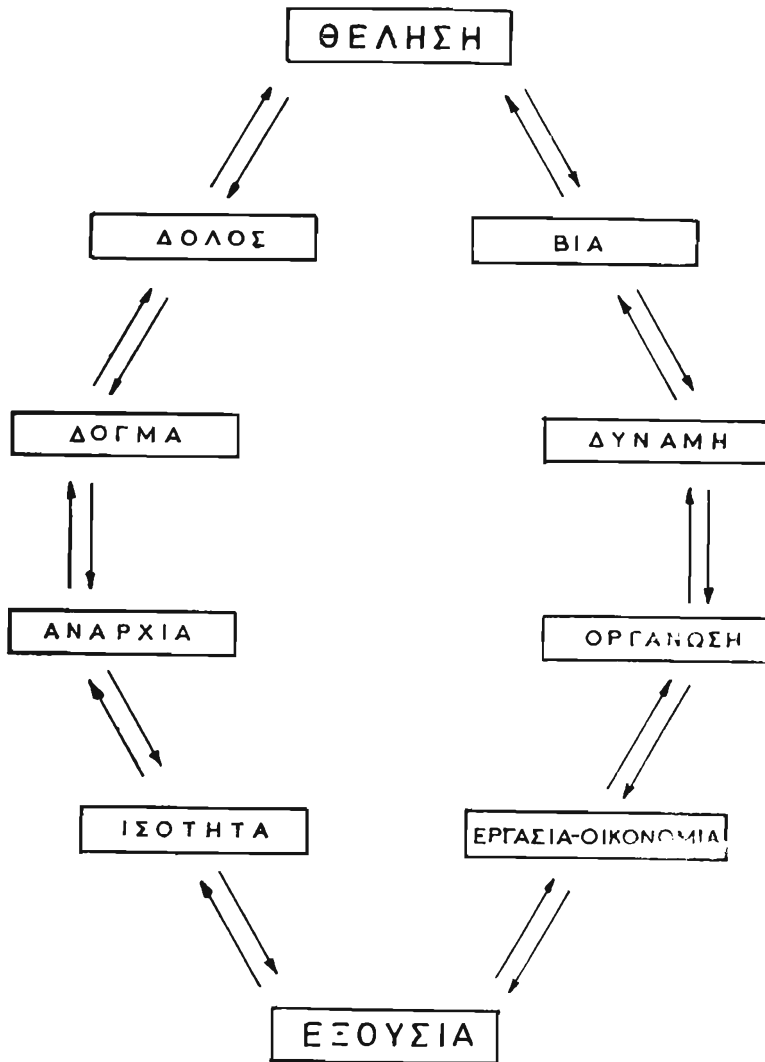 ΘΕΛΗΣΗ
ΔΟΛΟΣ
ΒΙΑ
ΔΟΓΜΑ
ΔΥΝΑΜΗ
ΑΝΑΡΧΙΑ
ΟΡΓΑΝΩΣΗ
ΙΣΟΤΗΤΑ
ΕΡΓΑΣΙΑ-ΟΙΚΟΝΟΜΙΑ
ΕΞΟΥΣΙΑ